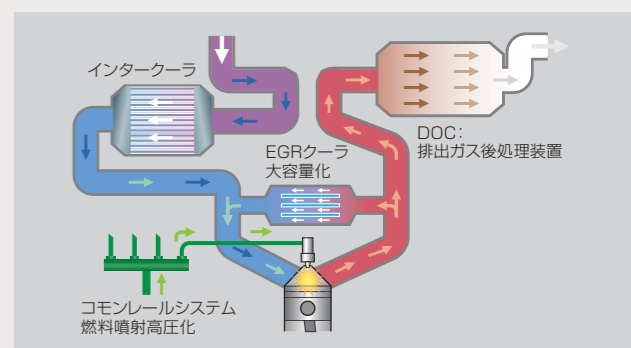 インタークーラ
EGRクーラ
大容量化
DOC：
排出ガス後処理装置
コモンレールシステム
燃料噴射高圧化